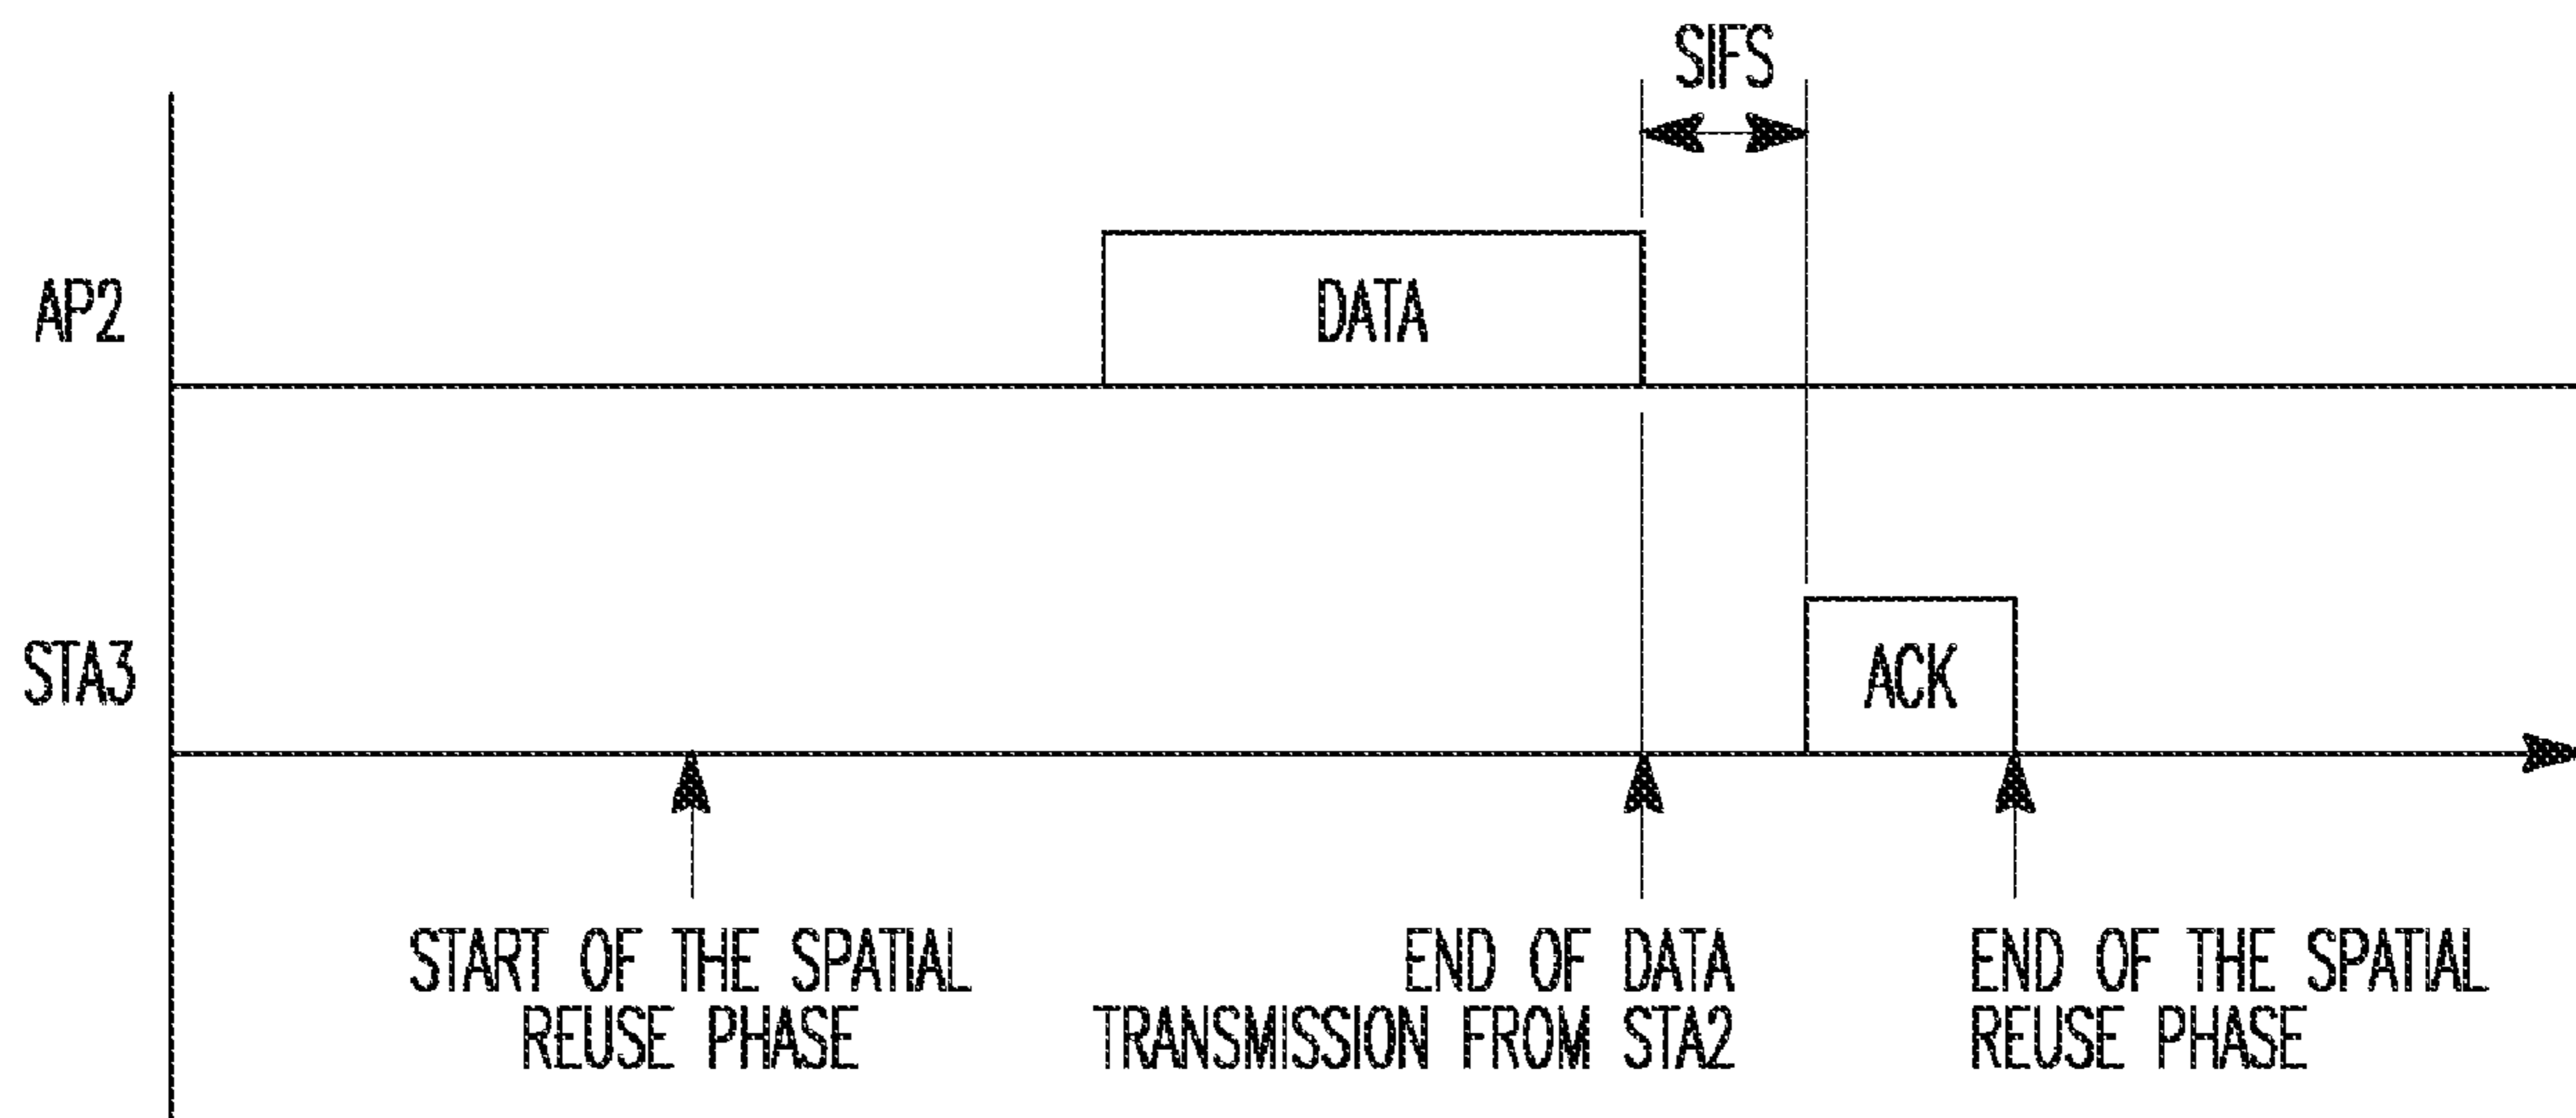 SIFS
AP2
DATA
STA3
ACK
START OF THE SPATIAL
REUSE PHASE
END OF DATA
TRANSMISSION FROM STA2
END OF THE SPATIAL
REUSE PHASE